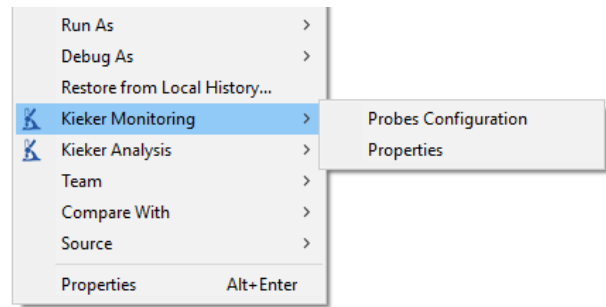 Run As
Debug As
Restore from Local History...
Kieker Monitoring
Probes Configuration
Kieker Analysis
Properties
Team
Compare With
Source
Properties Alt+Enter